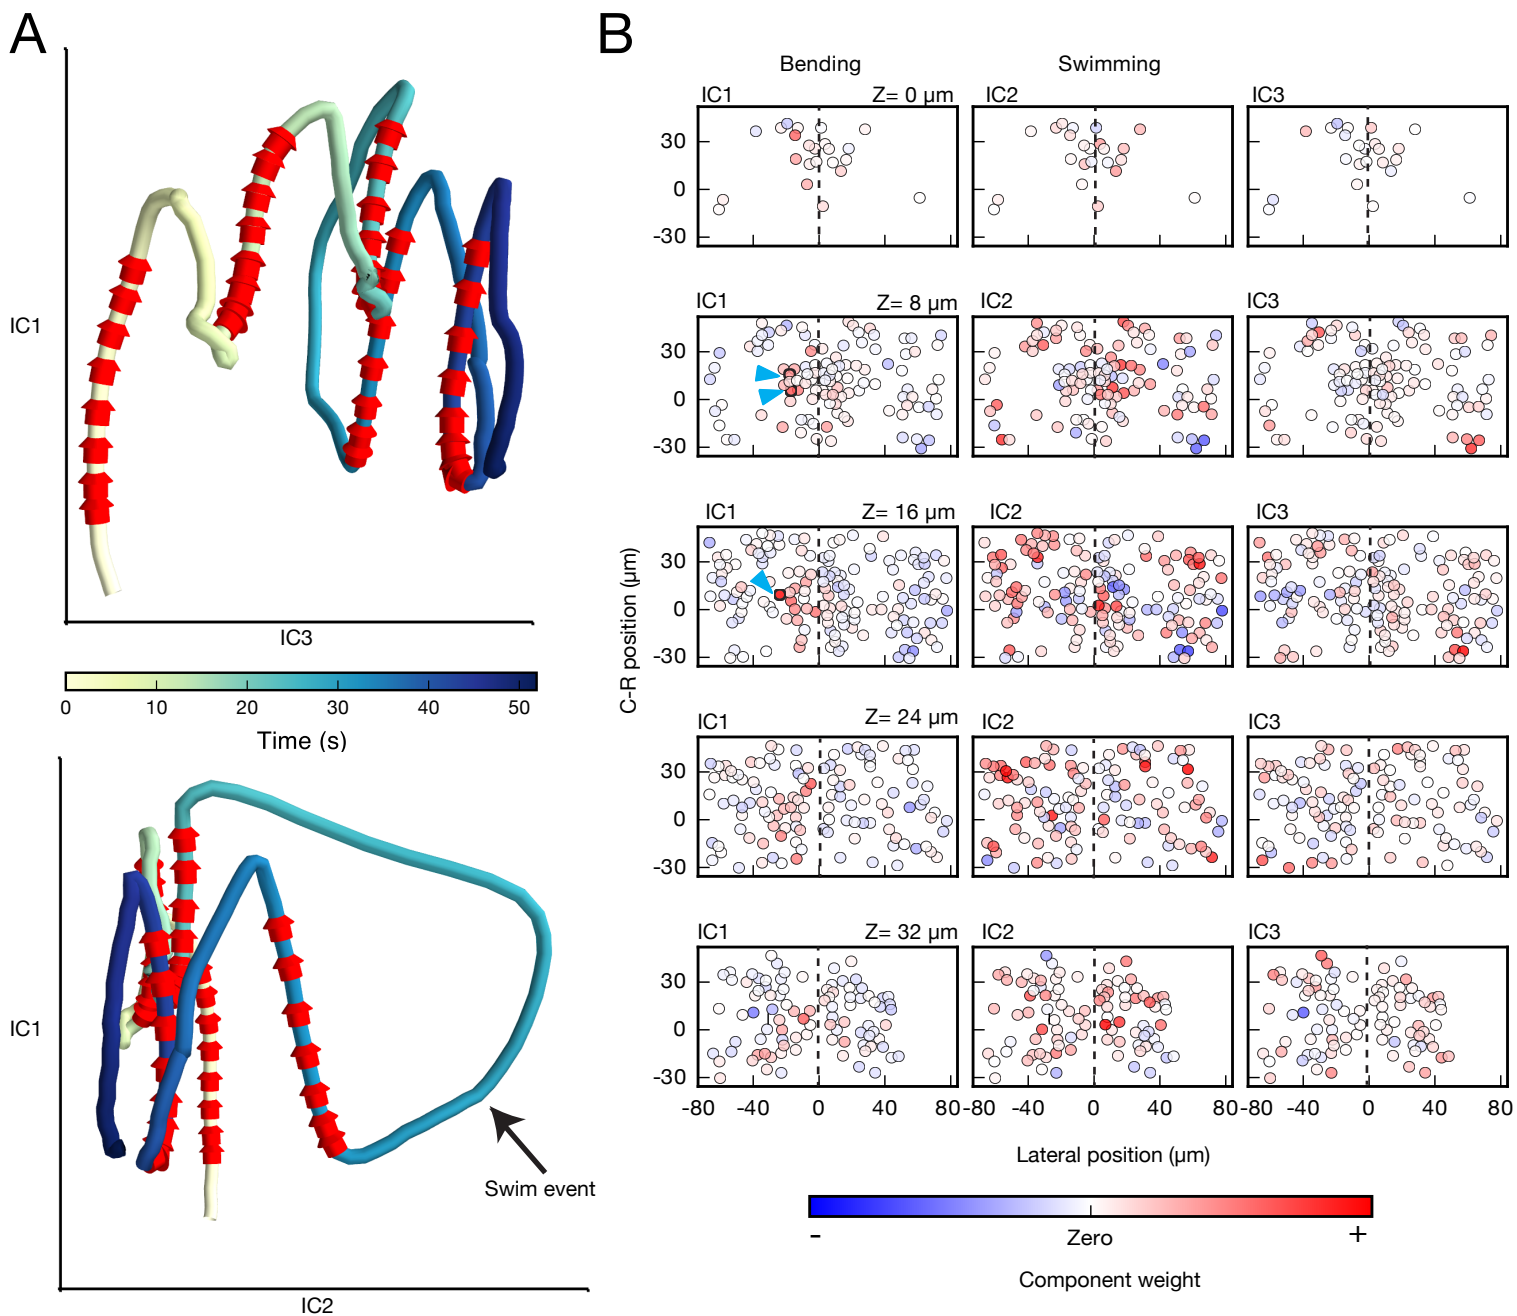 A
IC1
IC3
0 10 20 30 40 50
Time (s)
IC1
Swim event
IC2
B
Bending Swimming
IC1 Z= 0 µm IC2 IC3
30
0
-30
IC1 Z= 8 µm IC2 IC3
30
0
-30
IC1 Z= 16 µm IC2 IC3
30
0
-30
IC1 Z= 24 µm IC2 IC3
30
0
-30
IC1 Z= 32 µm IC2 IC3
30
0
-30
C-R position (µm)
-80 -40 0 40 80 -80 -40 0 40 80 -80 -40 0 40 80
Lateral position (µm)
- Zero +
Component weight